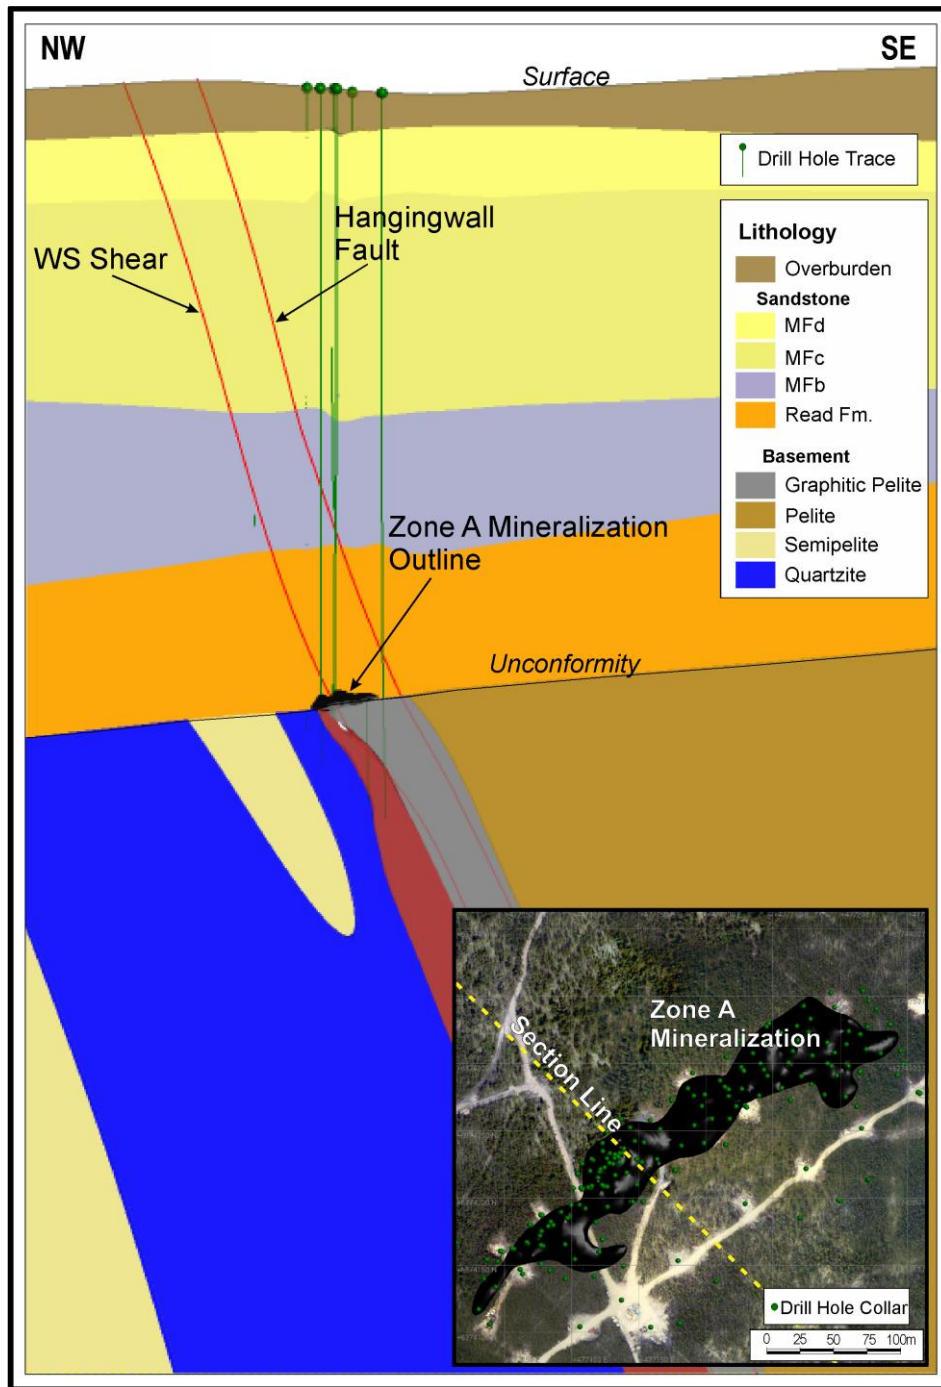 NW
SE
Surface
Drill Hole Trace
Hangingwall
Fault
WS Shear
Lithology
Overburden
Sandstone
MFd
MFc
MFb
Read Fm.
Basement
Graphitic Pelite
Pelite
Semipelite
Quartzite
Zone A Mineralization
Outline
Unconformity
Zone A
Mineralization
Section Line
Drill Hole Collar
0 25 50 75 100m